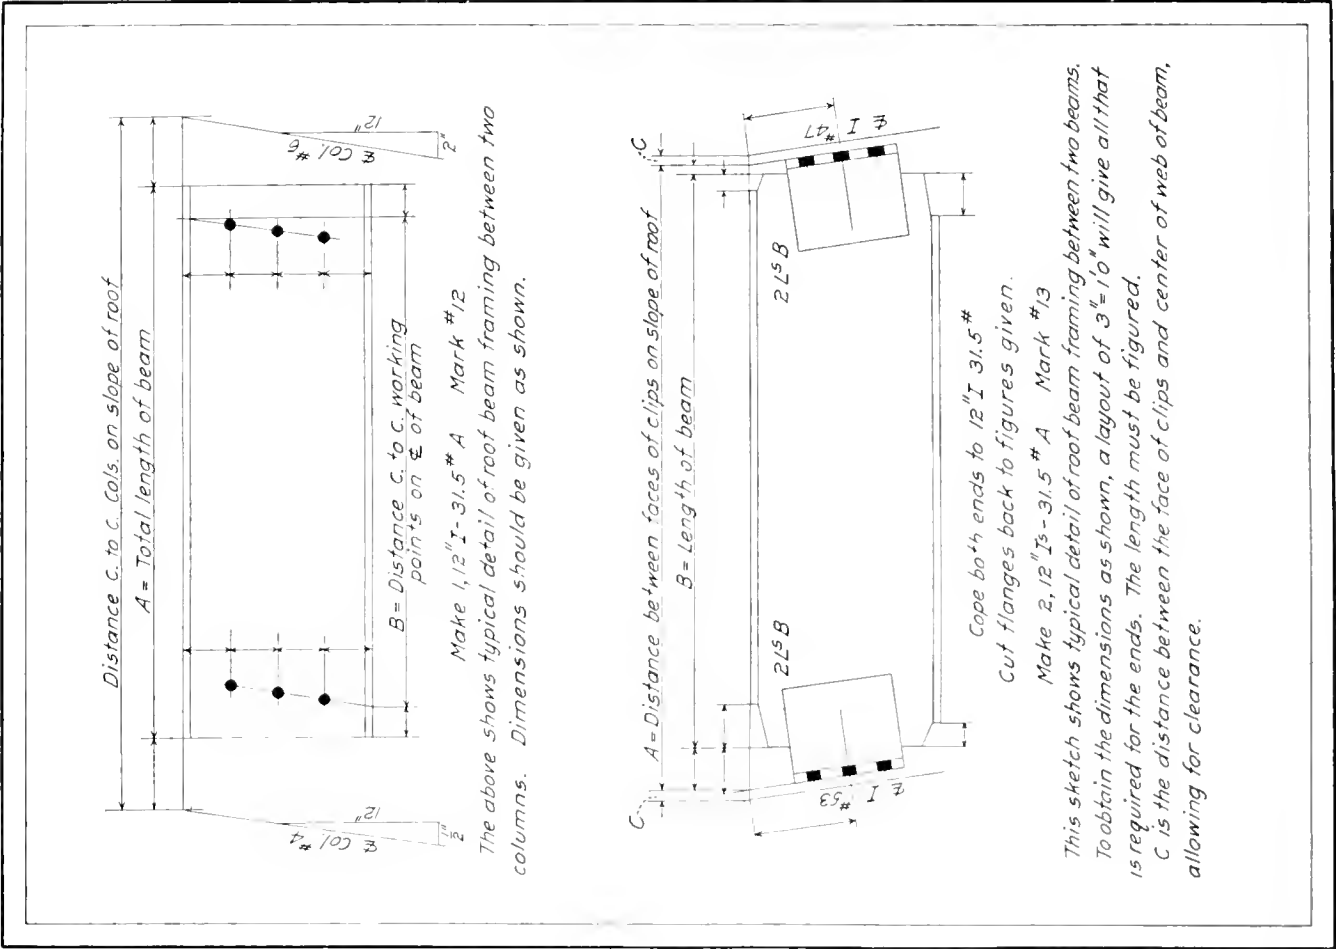 Distance C. to C. Cols. on slope of roof
A = Total length of beam
℄ Col. #4
12"
2"
℄ Col. #6
12"
2"
B = Distance C. to C. working
points on ℄ of beam
Make 1, 12" I - 31.5# A Mark #12
The above shows typical detail of roof beam framing between two
columns. Dimensions should be given as shown.
C
C
A = Distance between faces of clips on slope of roof
B = Length of beam
2 Ls B
2 Ls B
℄ I #53
℄ I #47
Cope both ends to 12" I 31.5#
Cut flanges back to figures given.
Make 2, 12" Is - 31.5# A Mark #13
This sketch shows typical detail of roof beam framing between two beams.
To obtain the dimensions as shown, a layout of 3" = 1'0" will give all that
is required for the ends. The length must be figured.
C is the distance between the face of clips and center of web of beam,
allowing for clearance.